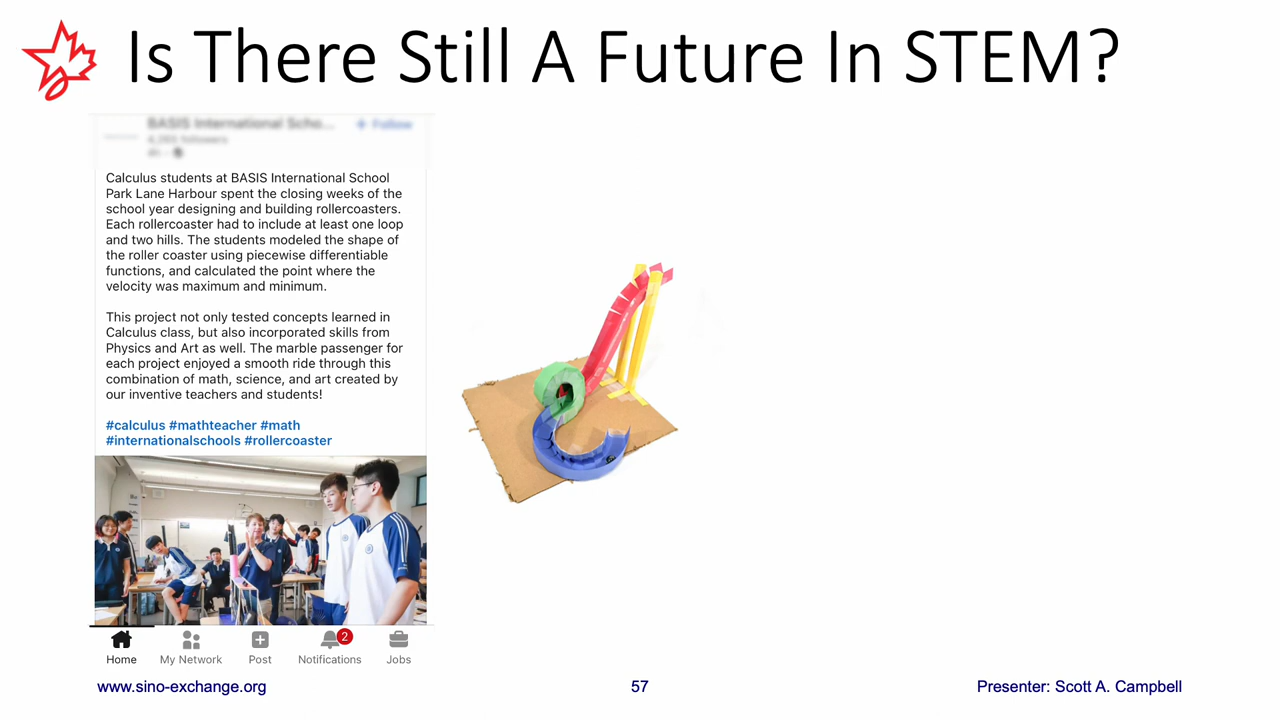 Is There Still A Future In STEM?
BASIS International Scho...
+ Follow
Calculus students at BASIS International School
Park Lane Harbour spent the closing weeks of the
school year designing and building rollercoasters.
Each rollercoaster had to include at least one loop
and two hills. The students modeled the shape of
the roller coaster using piecewise differentiable
functions, and calculated the point where the
velocity was maximum and minimum.
This project not only tested concepts learned in
Calculus class, but also incorporated skills from
Physics and Art as well. The marble passenger for
each project enjoyed a smooth ride through this
combination of math, science, and art created by
our inventive teachers and students!
#calculus #mathteacher #math
#internationalschools #rollercoaster
2
Home My Network Post Notifications Jobs
www.sino-exchange.org 57 Presenter: Scott A. Campbell